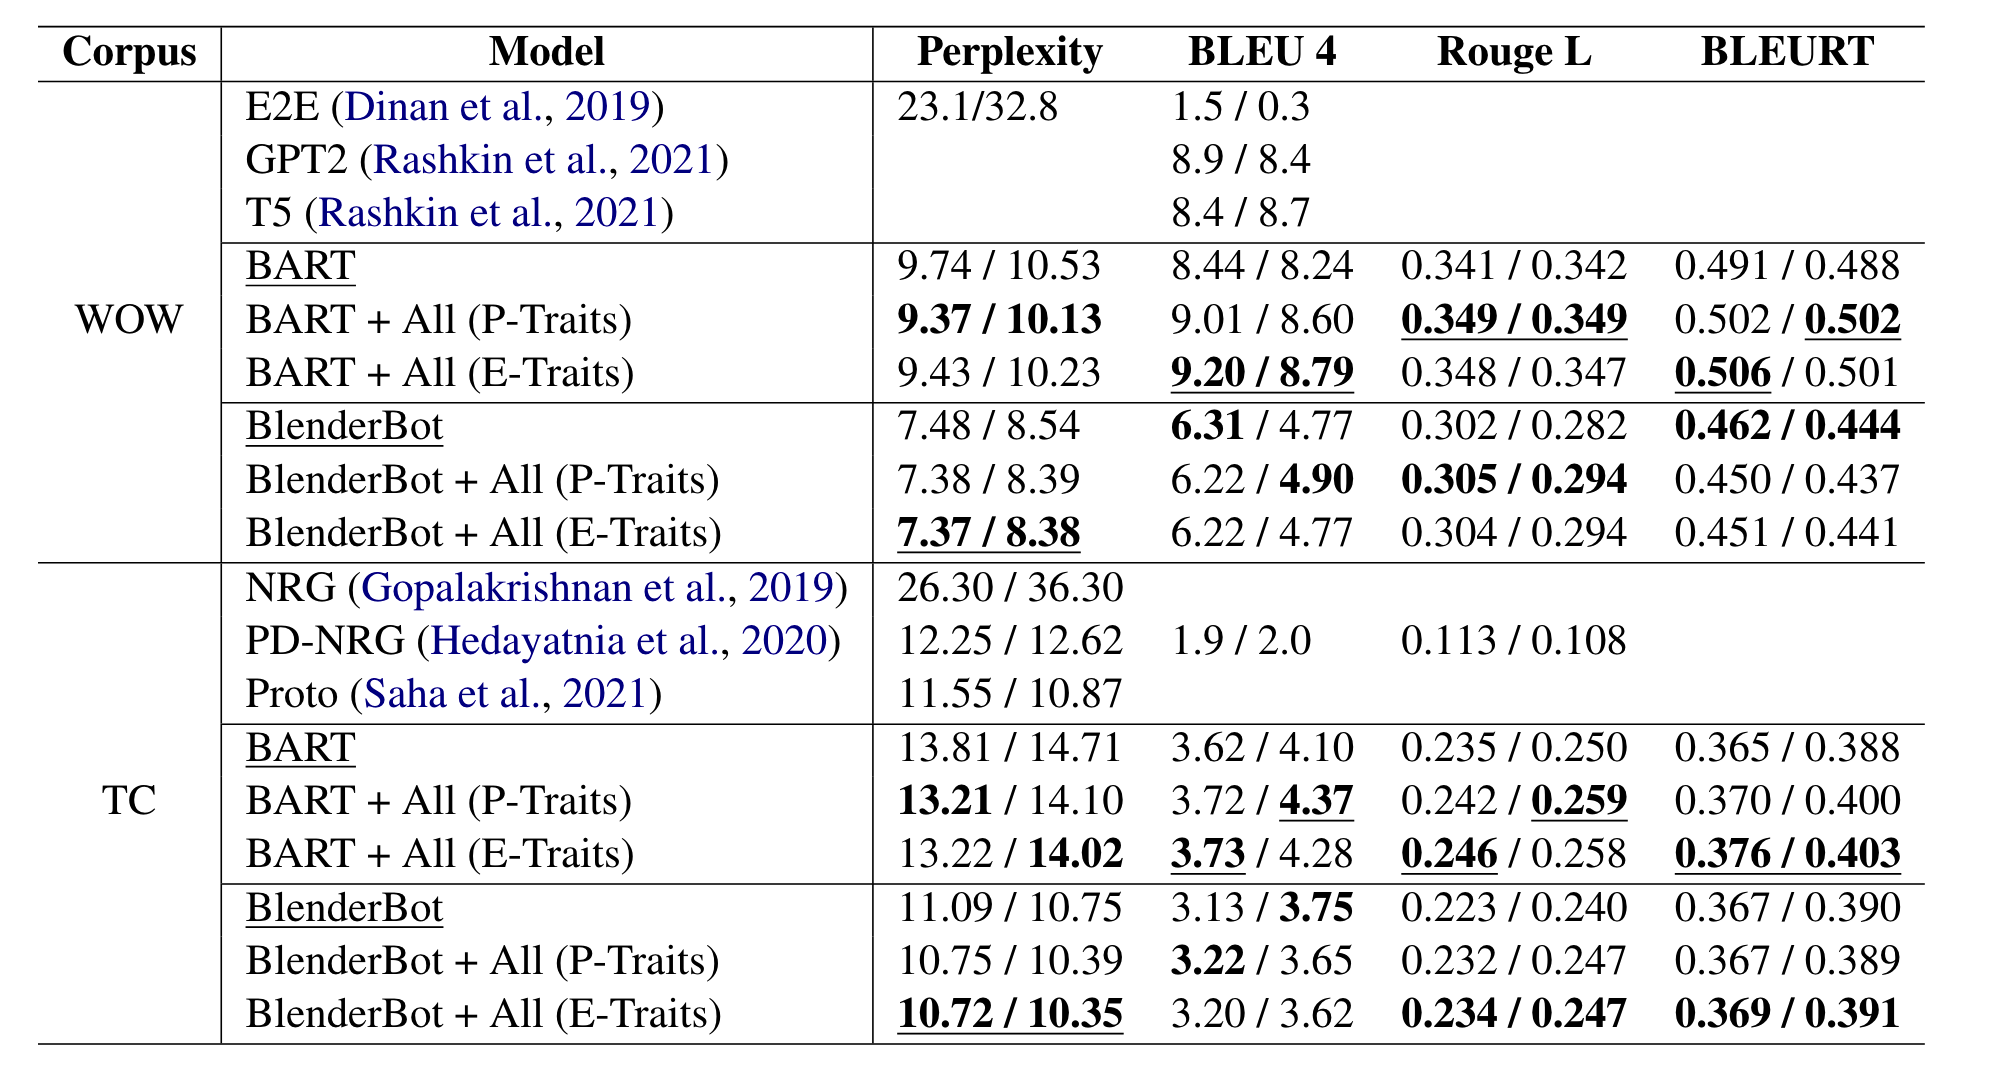 Corpus Model Perplexity BLEU 4 Rouge L BLEURT
E2E (Dinan et al., 2019) 23.1/32.8 1.5 / 0.3
GPT2 (Rashkin et al., 2021) 8.9 / 8.4
T5 (Rashkin et al., 2021) 8.4 / 8.7
BART 9.74 / 10.53 8.44 / 8.24 0.341 / 0.342 0.491 / 0.488
WOW BART + All (P-Traits) 9.37 / 10.13 9.01 / 8.60 0.349 / 0.349 0.502 / 0.502
BART + All (E-Traits) 9.43 / 10.23 9.20 / 8.79 0.348 / 0.347 0.506 / 0.501
BlenderBot 7.48 / 8.54 6.31 / 4.77 0.302 / 0.282 0.462 / 0.444
BlenderBot + All (P-Traits) 7.38 / 8.39 6.22 / 4.90 0.305 / 0.294 0.450 / 0.437
BlenderBot + All (E-Traits) 7.37 / 8.38 6.22 / 4.77 0.304 / 0.294 0.451 / 0.441
NRG (Gopalakrishnan et al., 2019) 26.30 / 36.30
PD-NRG (Hedayatnia et al., 2020) 12.25 / 12.62 1.9 / 2.0 0.113 / 0.108
Proto (Saha et al., 2021) 11.55 / 10.87
BART 13.81 / 14.71 3.62 / 4.10 0.235 / 0.250 0.365 / 0.388
TC BART + All (P-Traits) 13.21 / 14.10 3.72 / 4.37 0.242 / 0.259 0.370 / 0.400
BART + All (E-Traits) 13.22 / 14.02 3.73 / 4.28 0.246 / 0.258 0.376 / 0.403
BlenderBot 11.09 / 10.75 3.13 / 3.75 0.223 / 0.240 0.367 / 0.390
BlenderBot + All (P-Traits) 10.75 / 10.39 3.22 / 3.65 0.232 / 0.247 0.367 / 0.389
BlenderBot + All (E-Traits) 10.72 / 10.35 3.20 / 3.62 0.234 / 0.247 0.369 / 0.391